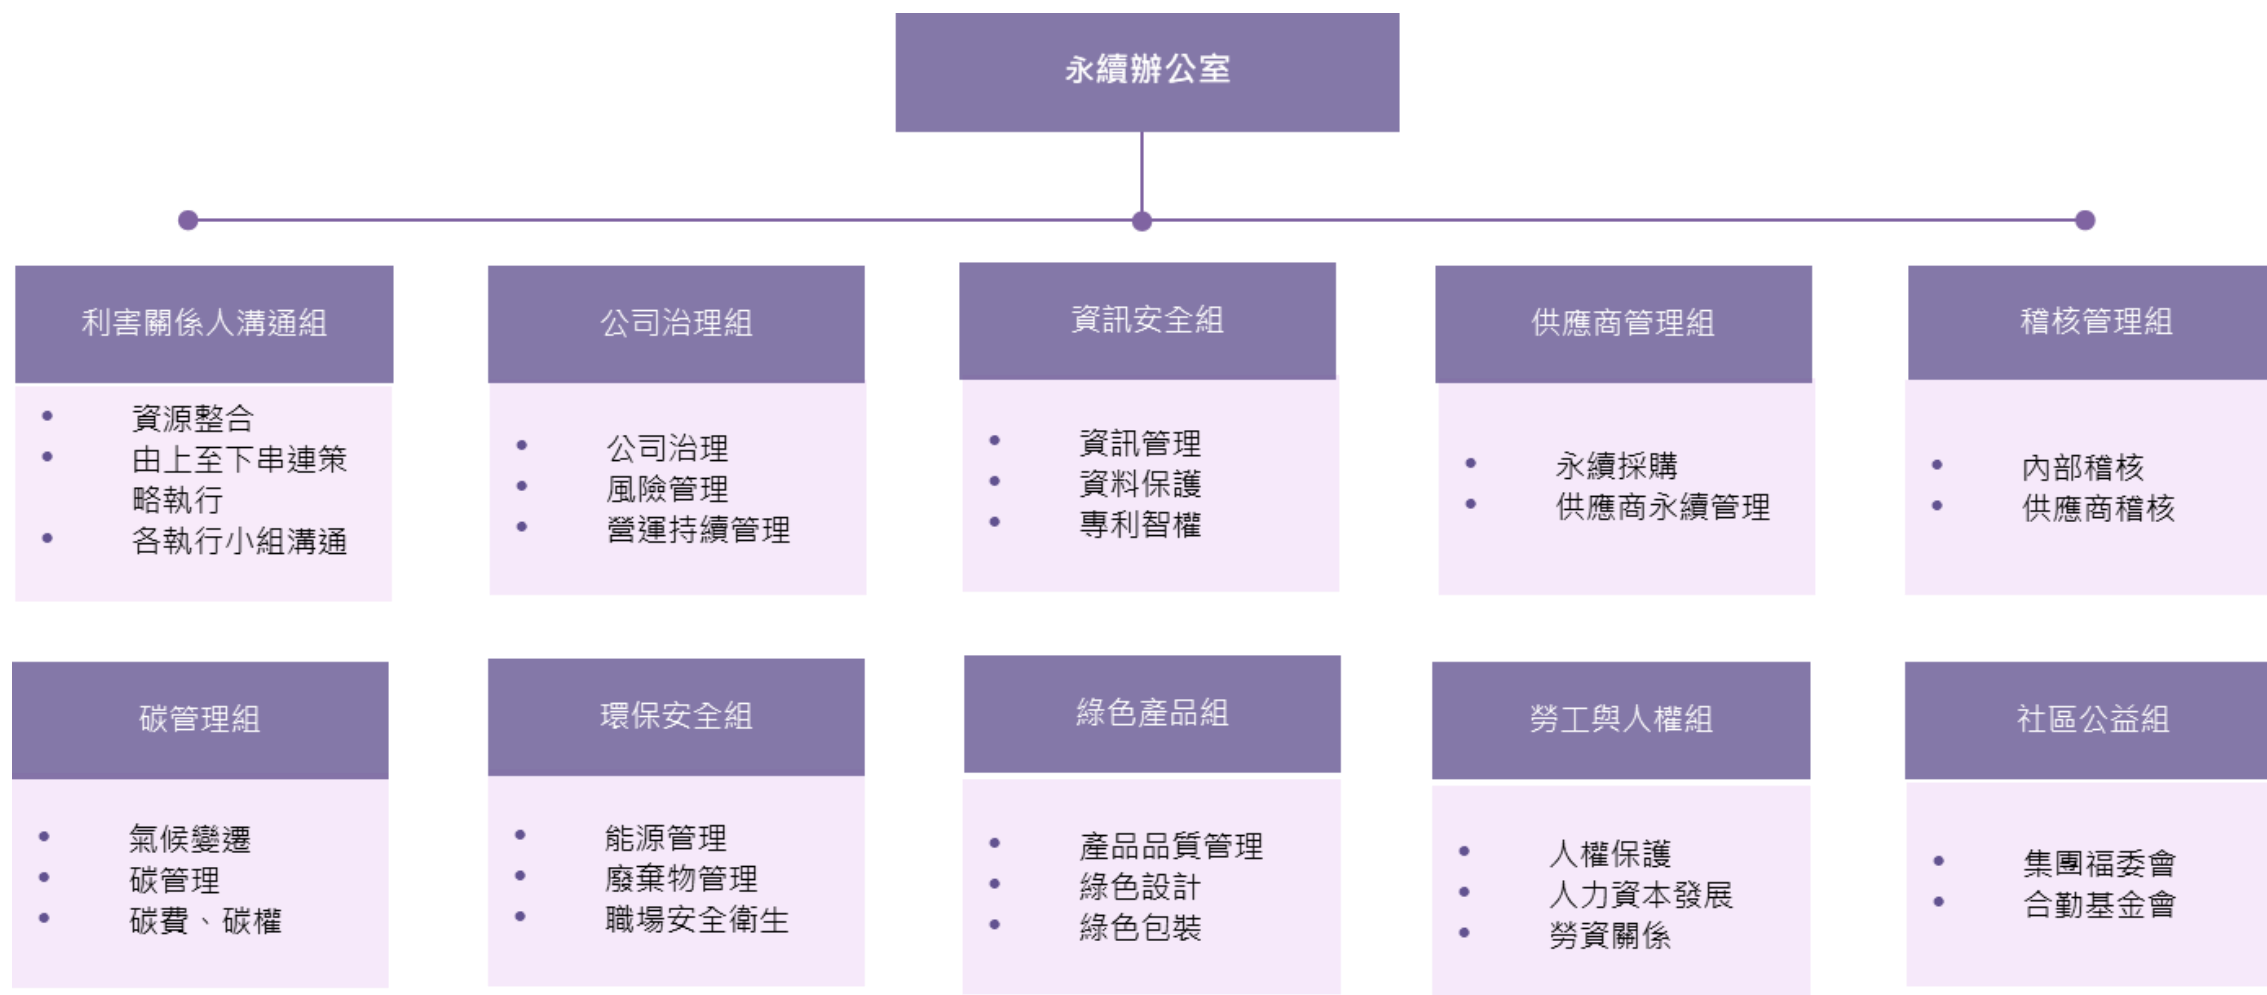 永續辦公室
利害關係人溝通組
• 資源整合
• 由上至下串連策
略執行
• 各執行小組溝通
公司治理組
• 公司治理
• 風險管理
• 營運持續管理
資訊安全組
• 資訊管理
• 資料保護
• 專利智權
供應商管理組
• 永續採購
• 供應商永續管理
稽核管理組
• 內部稽核
• 供應商稽核
碳管理組
• 氣候變遷
• 碳管理
• 碳費、碳權
環保安全組
• 能源管理
• 廢棄物管理
• 職場安全衛生
綠色產品組
• 產品品質管理
• 綠色設計
• 綠色包裝
勞工與人權組
• 人權保護
• 人力資本發展
• 勞資關係
社區公益組
• 集團福委會
• 合勤基金會